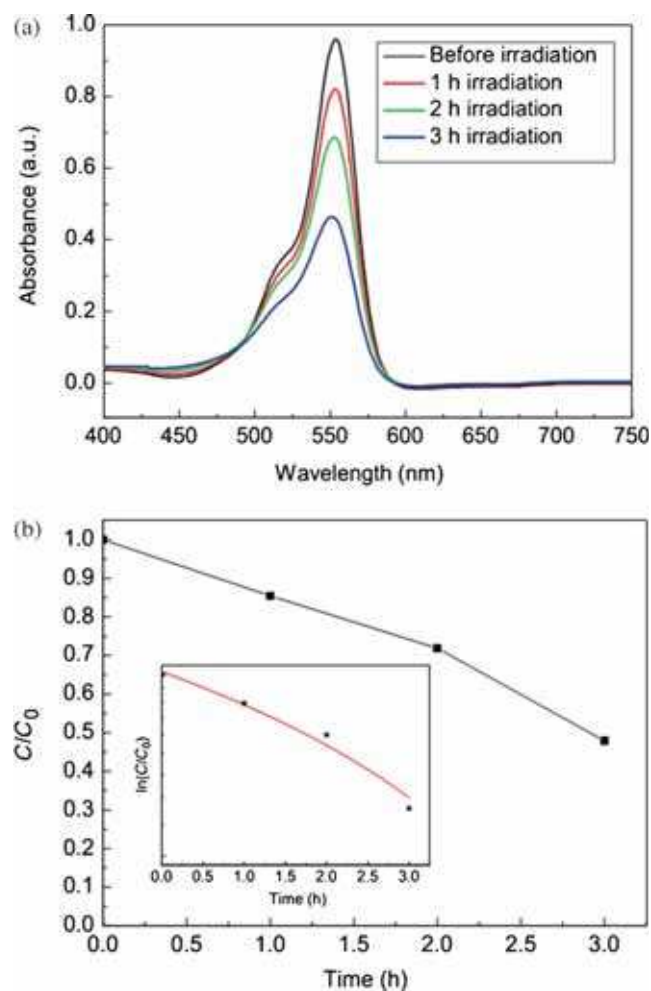 (a)
1.0
0.8
0.6
0.4
0.2
0.0
Absorbance (a.u.)
Before irradiation
1 h irradiation
2 h irradiation
3 h irradiation
400 450 500 550 600 650 700 750
Wavelength (nm)
(b)
1.0
0.9
0.8
0.7
0.6
0.5
0.4
0.3
0.2
0.1
0.0
C/C0
ln(C/C0)
0.0 0.5 1.0 1.5 2.0 2.5 3.0
Time (h)
0.0 0.5 1.0 1.5 2.0 2.5 3.0
Time (h)